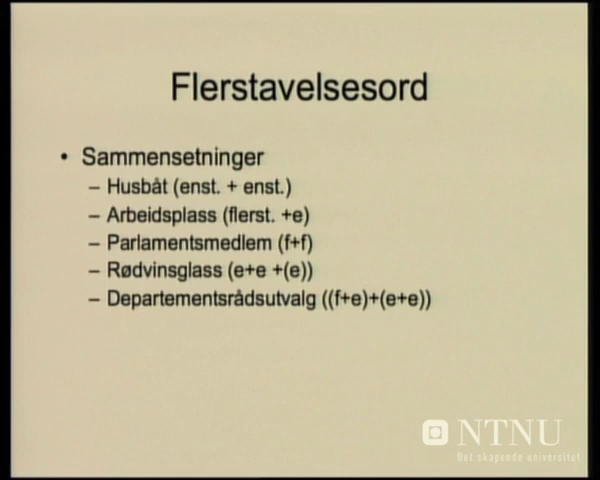 Flerstavelsesord
• Sammensetninger
– Husbåt (enst. + enst.)
– Arbeidsplass (flerst. +e)
– Parlamentsmedlem (f+f)
– Rødvinsglass (e+e +(e))
– Departementsrådsutvalg ((f+e)+(e+e))
NTNU
Det skapende universitet